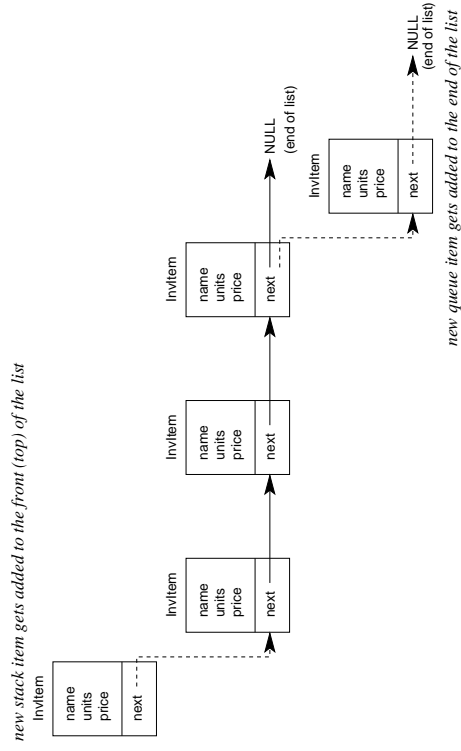 new stack item gets added to the front (top) of the list
InvItem
name
units
price
next
InvItem
name
units
price
next
InvItem
name
units
price
next
InvItem
name
units
price
next
NULL
(end of list)
InvItem
name
units
price
next
NULL
(end of list)
new queue item gets added to the end of the list